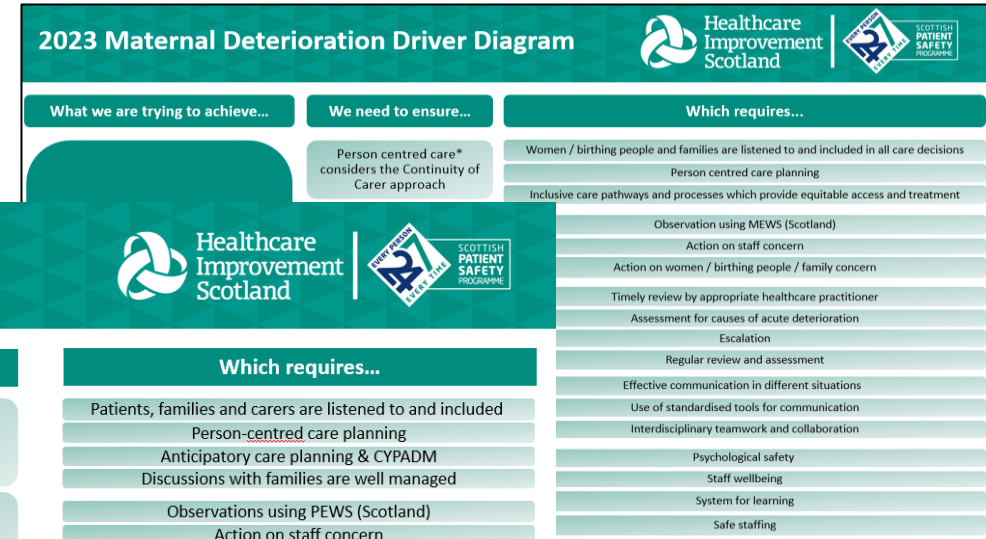 2023 Maternal Deterioration Driver Diagram
Healthcare
Improvement
Scotland
EVERY PERSON
24
7
EVERY TIME
SCOTTISH
PATIENT
SAFETY
PROGRAMME
What we are trying to achieve...
We need to ensure...
Which requires...
Person centred care*
considers the Continuity of
Carer approach
Women / birthing people and families are listened to and included in all care decisions
Person centred care planning
Inclusive care pathways and processes which provide equitable access and treatment
Observation using MEWS (Scotland)
Action on staff concern
Action on women / birthing people / family concern
Timely review by appropriate healthcare practitioner
Assessment for causes of acute deterioration
Escalation
Regular review and assessment
Effective communication in different situations
Use of standardised tools for communication
Interdisciplinary teamwork and collaboration
Psychological safety
Staff wellbeing
System for learning
Safe staffing
Healthcare
Improvement
Scotland
EVERY PERSON
24
7
EVERY TIME
SCOTTISH
PATIENT
SAFETY
PROGRAMME
Which requires...
Patients, families and carers are listened to and included
Person-centred care planning
Anticipatory care planning & CYPADM
Discussions with families are well managed
Observations using PEWS (Scotland)
Action on staff concern